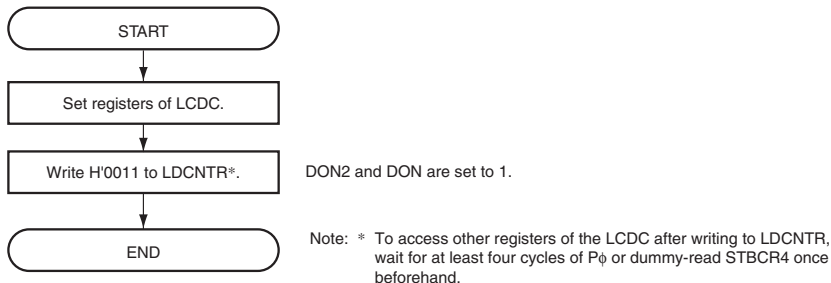 START
Set registers of LCDC.
Write H'0011 to LDCNTR*.
DON2 and DON are set to 1.
END
Note: * To access other registers of the LCDC after writing to LDCNTR,
wait for at least four cycles of Pϕ or dummy-read STBCR4 once
beforehand.